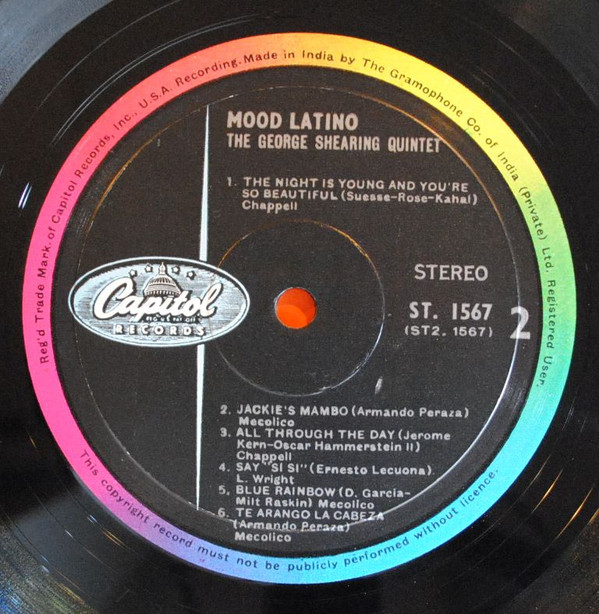 Reg'd Trade Mark of Capitol Records, Inc., U.S.A. Recording. Made in India by The Gramophone Co. of India (Private) Ltd. Registered User.
MOOD LATINO
THE GEORGE SHEARING QUINTET
1. THE NIGHT IS YOUNG AND YOU'RE
SO BEAUTIFUL (Suesse-Rose-Kahal)
Chappell
STEREO
Capitol
RECORDS
ST. 1567
(ST2. 1567)
2
2. JACKIE'S MAMBO (Armando Peraza)
Mecolico
3. ALL THROUGH THE DAY (Jerome
Kern-Oscar Hammerstein II)
Chappell
4. SAY "SI SI" (Ernesto Lecuona)
L. Wright
5. BLUE RAINBOW (D. Garcia-
Milt Raskin) Mecolico
6. TE ARANGO LA CABEZA
(Armando Peraza)
Mecolico
This copyright record must not be publicly performed without licence.